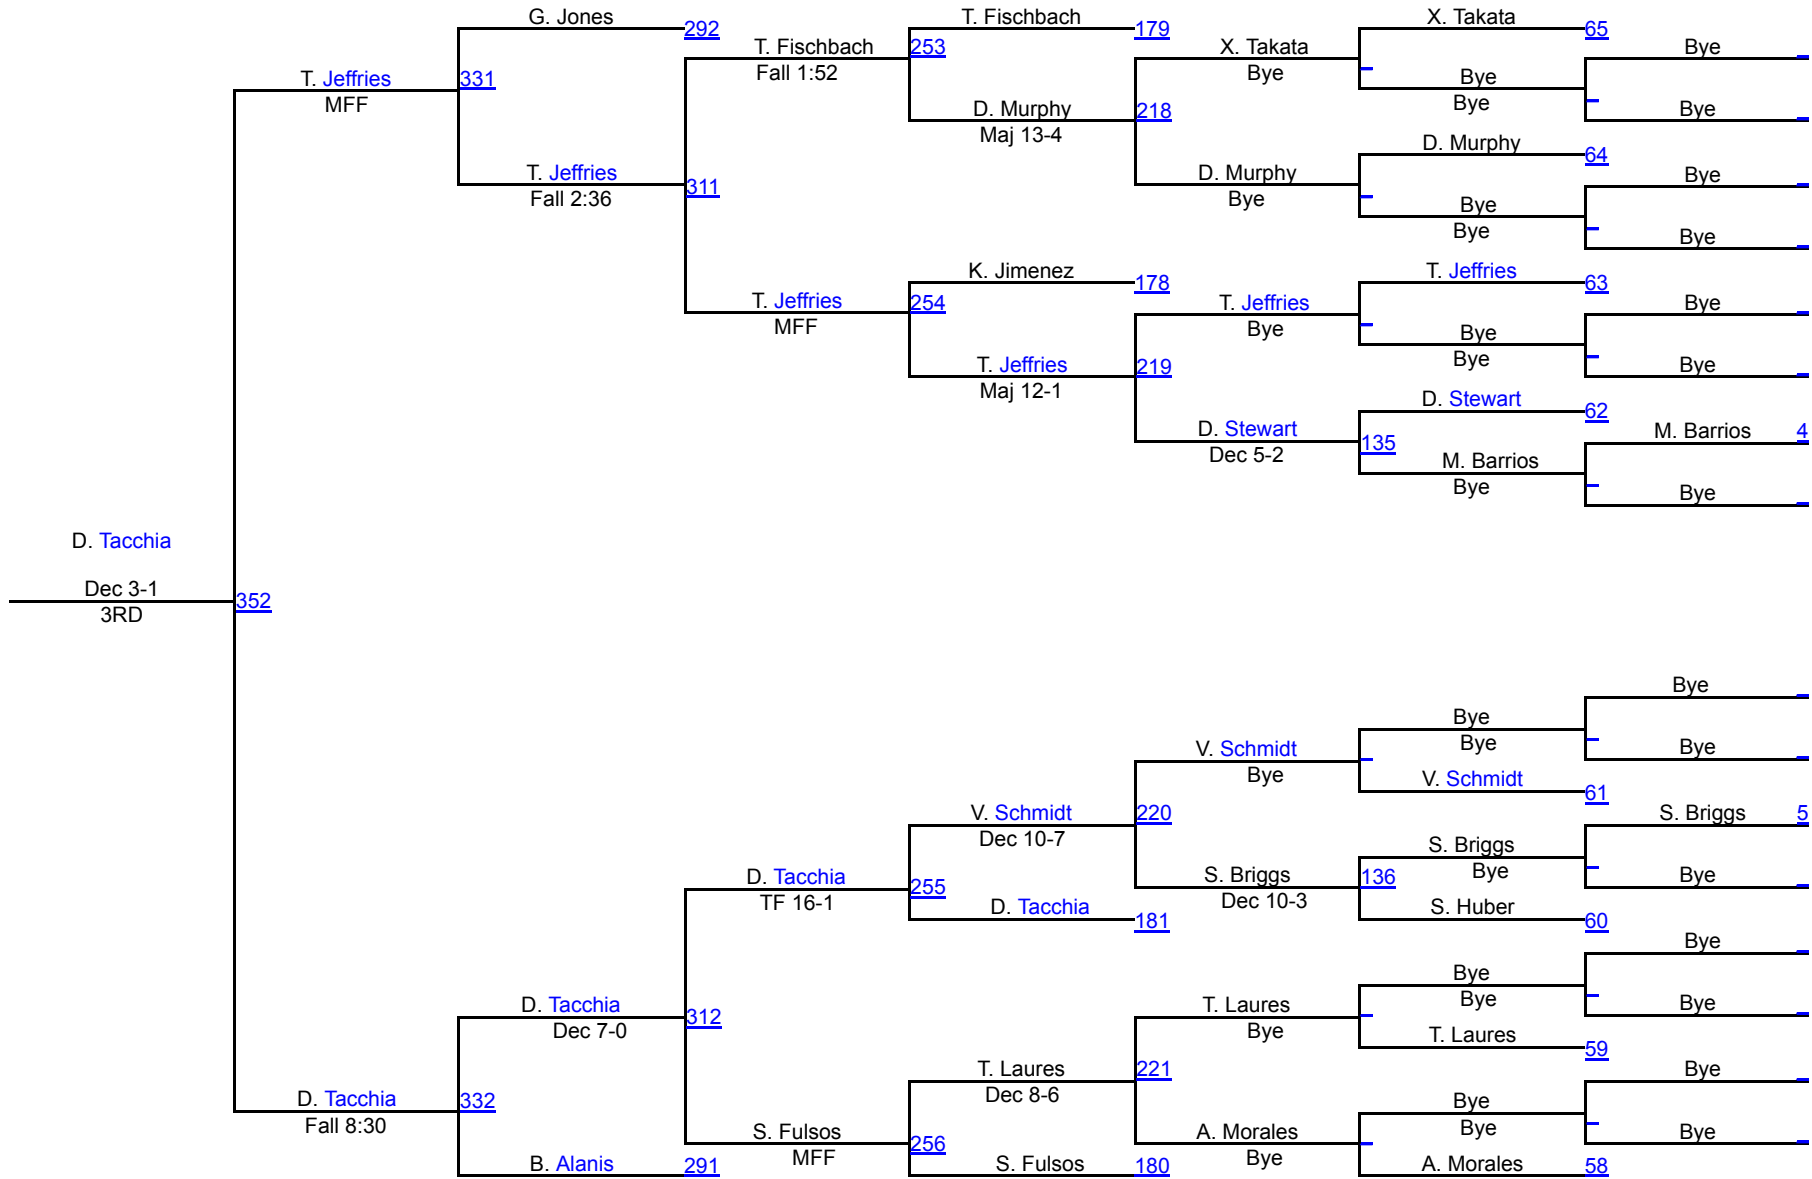 G. Jones
292
T. Fischbach
179
X. Takata
65
Bye
T. Jeffries
MFF
331
T. Fischbach
Fall 1:52
253
X. Takata
Bye
Bye
Bye
Bye
D. Murphy
Maj 13-4
218
D. Murphy
64
T. Jeffries
Fall 2:36
311
D. Murphy
Bye
Bye
Bye
Bye
Bye
K. Jimenez
178
T. Jeffries
63
T. Jeffries
MFF
254
T. Jeffries
Bye
Bye
Bye
Bye
Bye
T. Jeffries
Maj 12-1
219
D. Stewart
62
D. Stewart
Dec 5-2
135
M. Barrios
4
M. Barrios
Bye
Bye
D. Tacchia
Dec 3-1
3RD
352
Bye
Bye
Bye
V. Schmidt
Bye
Bye
V. Schmidt
61
V. Schmidt
Dec 10-7
220
S. Briggs
5
S. Briggs
Bye
D. Tacchia
TF 16-1
255
S. Briggs
Dec 10-3
136
Bye
D. Tacchia
181
S. Huber
60
Bye
Bye
Bye
D. Tacchia
Dec 7-0
312
T. Laures
Bye
Bye
T. Laures
59
T. Laures
Dec 8-6
221
Bye
D. Tacchia
Fall 8:30
332
Bye
Bye
S. Fulsos
MFF
256
A. Morales
Bye
Bye
B. Alanis
291
S. Fulsos
180
A. Morales
58